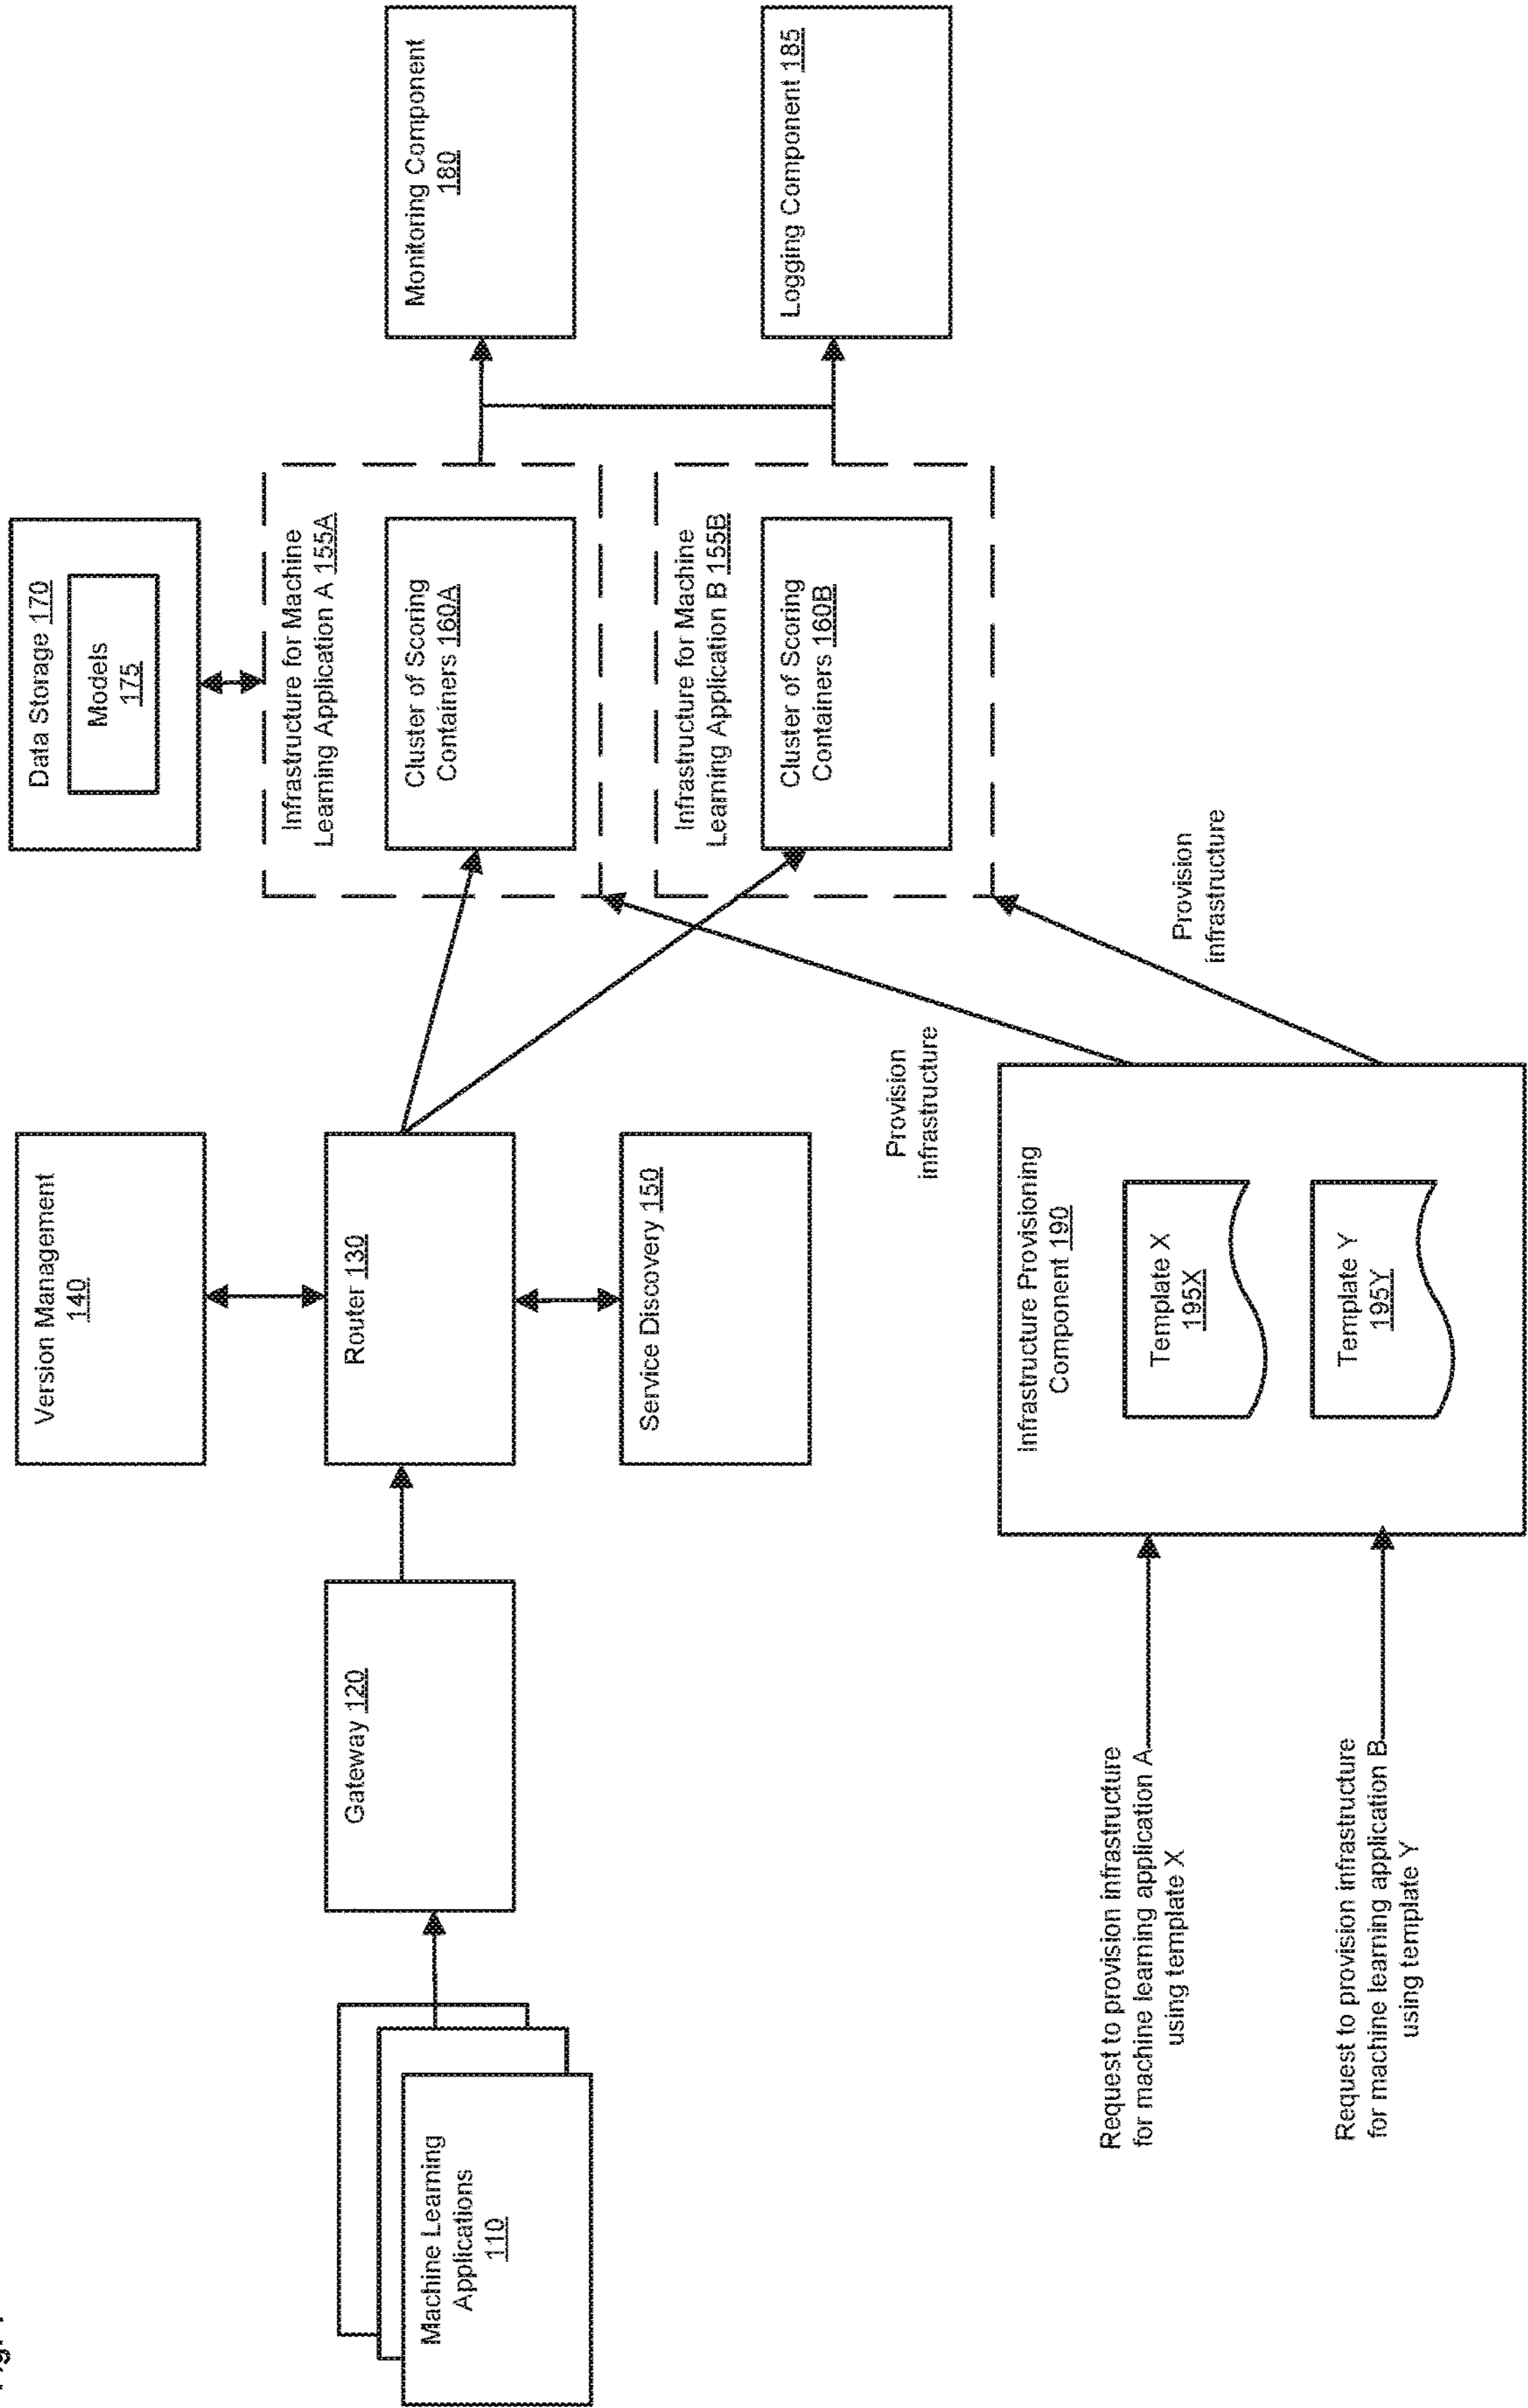 Machine Learning
Applications
110
Gateway 120
Version Management
140
Router 130
Service Discovery 150
Data Storage 170
Models
175
Infrastructure for Machine
Learning Application A 155A
Cluster of Scoring
Containers 160A
Infrastructure for Machine
Learning Application B 155B
Cluster of Scoring
Containers 160B
Monitoring Component
180
Logging Component 185
Provision
infrastructure
Provision
infrastructure
Request to provision infrastructure
for machine learning application A
using template X
Request to provision infrastructure
for machine learning application B
using template Y
Infrastructure Provisioning
Component 190
Template X
195X
Template Y
195Y